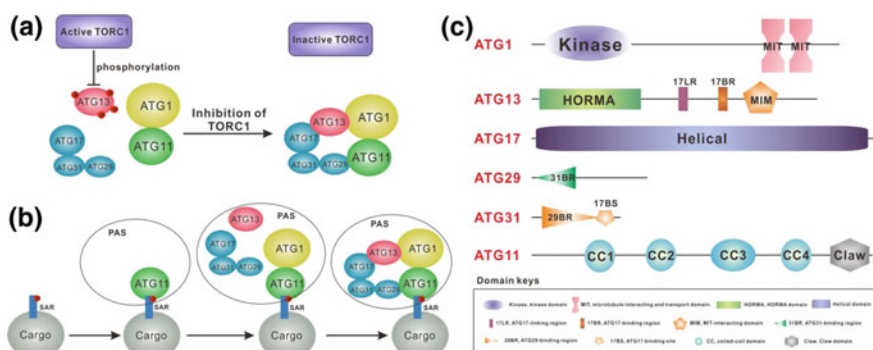 (a)
Active TORC1
phosphorylation
ATG13
ATG1
ATG11
ATG17
ATG31 ATG29
Inhibition of
TORC1
Inactive TORC1
ATG13 ATG1
ATG17
ATG31 ATG29 ATG11
(b)
PAS
ATG11
SAR
Cargo
SAR
Cargo
PAS
ATG13
ATG17
ATG31 ATG29
ATG1
ATG11
SAR
Cargo
PAS
ATG13 ATG1
ATG17
ATG31 ATG29 ATG11
SAR
Cargo
(c)
ATG1 Kinase MIT MIT
17LR 17BR
ATG13 HORMA MIM
ATG17 Helical
ATG29 31BR
17BS
ATG31 29BR
ATG11 CC1 CC2 CC3 CC4 Claw
Domain keys
Kinase, kinase domain MIT, microtubule interacting and transport domain HORMA, HORMA domain Helical domain
17LR, ATG17-linking region 17BR, ATG17-binding region MIM, MIT-interacting domain 31BR, ATG31-binding region
29BR, ATG29-binding region 17BS, ATG17-binding site CC, coiled-coil domain Claw, Claw domain